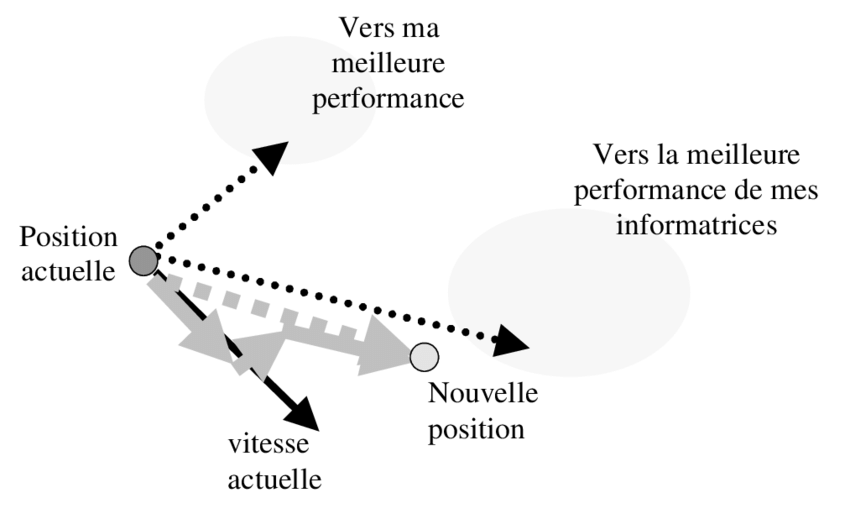 Vers ma
meilleure
performance
Vers la meilleure
performance de mes
informatrices
Position
actuelle
Nouvelle
position
vitesse
actuelle